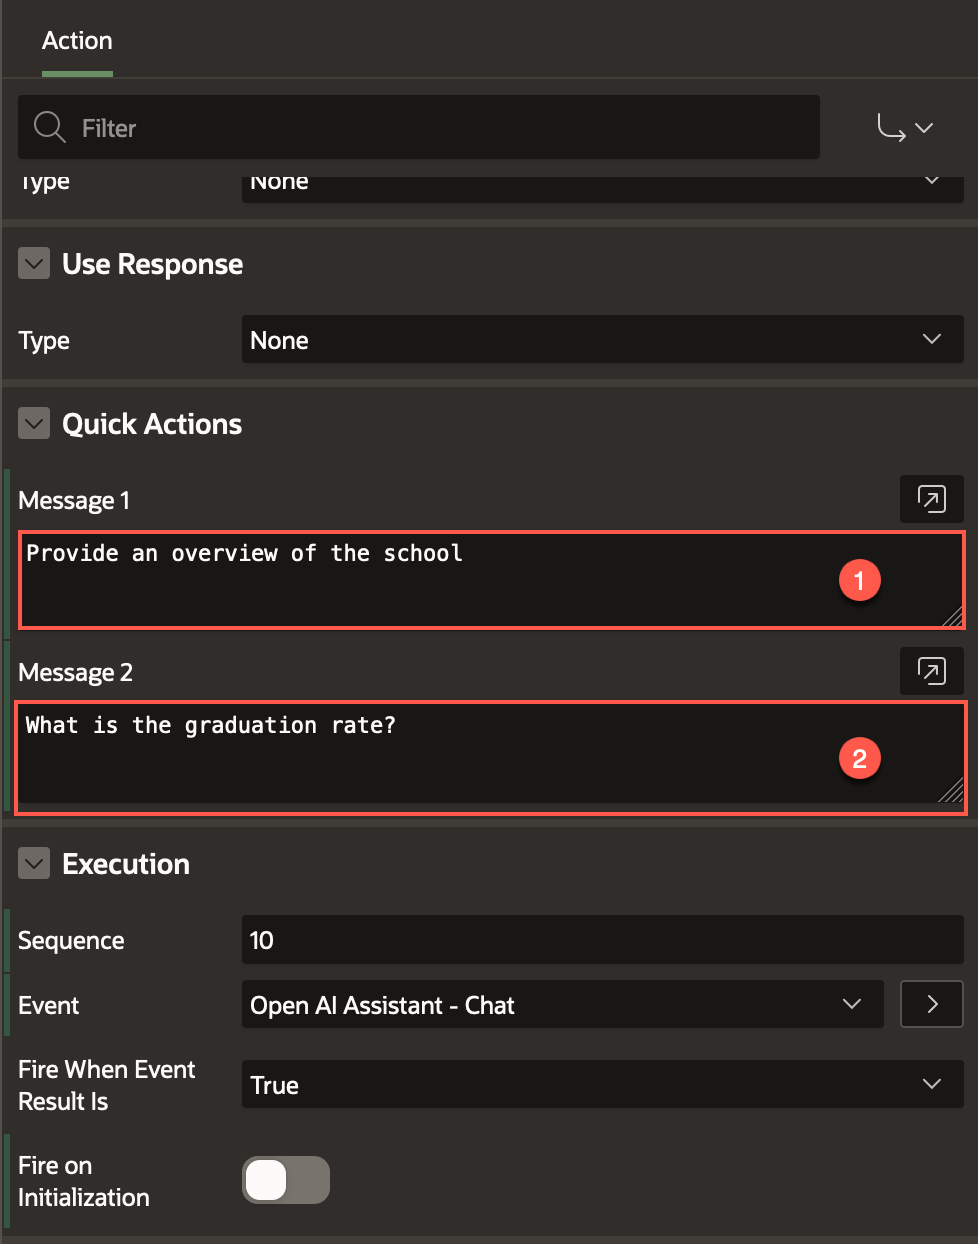 Action
Filter
Type None
Use Response
Type None
Quick Actions
Message 1
Provide an overview of the school
1
Message 2
What is the graduation rate?
2
Execution
Sequence 10
Event Open AI Assistant - Chat
Fire When Event
Result Is True
Fire on
Initialization